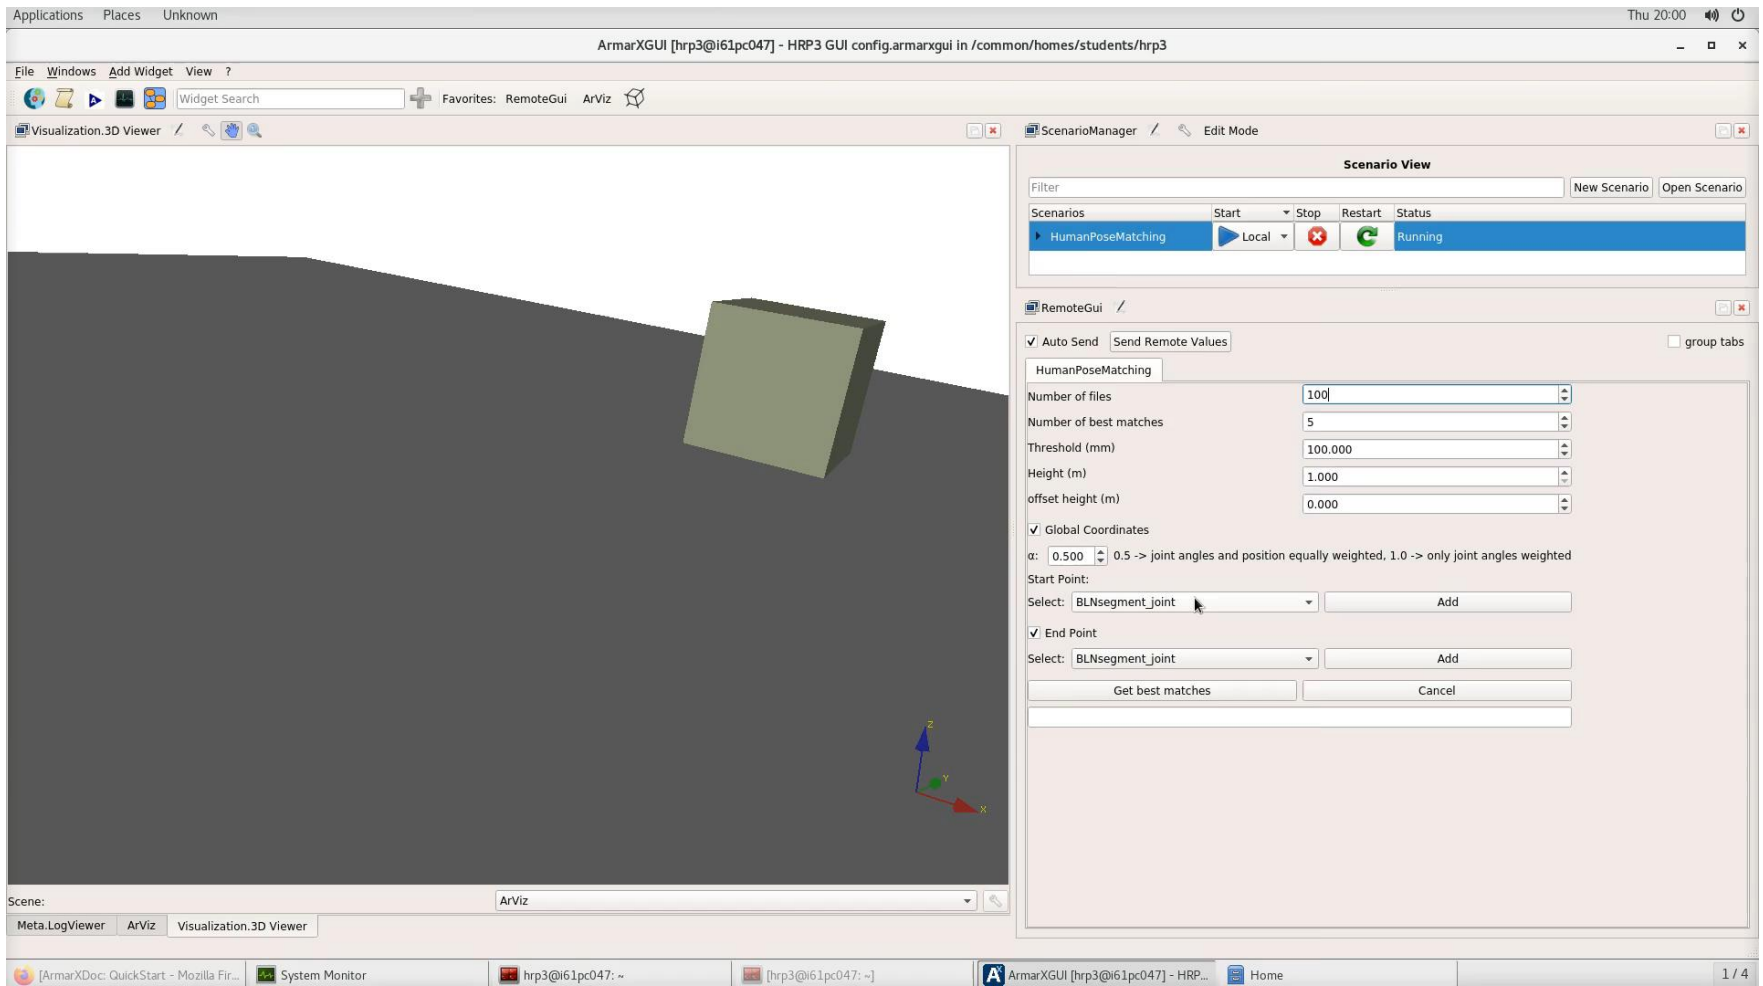 Applications Places Unknown Thu 20:00
ArmarXGUI [hrp3@i61pc047] - HRP3 GUI config.armarxgui in /common/homes/students/hrp3
File Windows Add Widget View ?
Widget Search Favorites: RemoteGui ArViz
Visualization.3D Viewer
ScenarioManager Edit Mode
Scenario View
Filter New Scenario Open Scenario
Scenarios Start Stop Restart Status
HumanPoseMatching Local Running
RemoteGui
Auto Send Send Remote Values group tabs
HumanPoseMatching
Number of files 100
Number of best matches 5
Threshold (mm) 100.000
Height (m) 1.000
offset height (m) 0.000
Global Coordinates
α: 0.500 0.5 -> joint angles and position equally weighted, 1.0 -> only joint angles weighted
Start Point:
Select: BLNsegment_joint Add
End Point
Select: BLNsegment_joint Add
Get best matches Cancel
Z
Y
X
Scene: ArViz
Meta.LogViewer ArViz Visualization.3D Viewer
[ArmarXDoc: QuickStart - Mozilla Fir... System Monitor hrp3@i61pc047: ~ [hrp3@i61pc047: ~] ArmarXGUI [hrp3@i61pc047] - HRP... Home 1 / 4